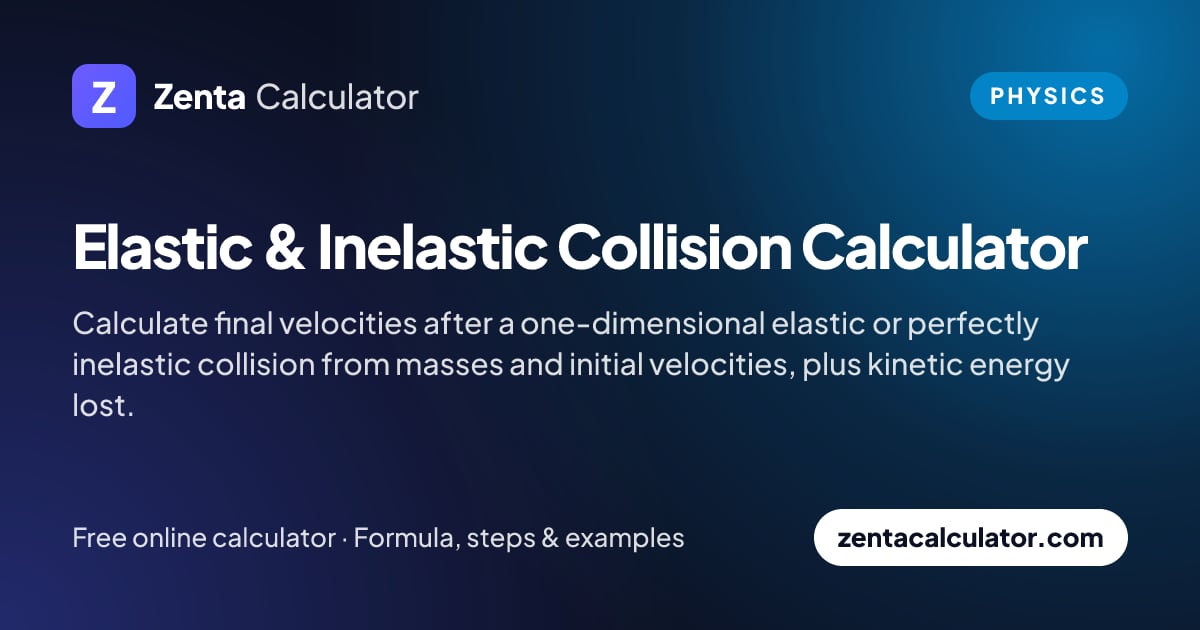 Z Zenta Calculator
PHYSICS
Elastic & Inelastic Collision Calculator
Calculate final velocities after a one-dimensional elastic or perfectly
inelastic collision from masses and initial velocities, plus kinetic energy
lost.
Free online calculator · Formula, steps & examples
zentacalculator.com